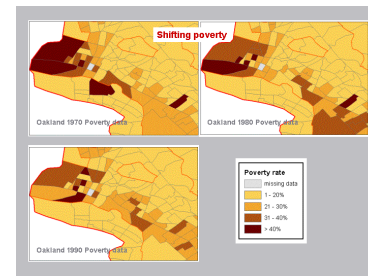 Shifting poverty
Oakland 1970 Poverty data
Oakland 1980 Poverty data
Oakland 1990 Poverty data
Poverty rate
missing data
1 - 20%
21 - 30%
31 - 40%
> 40%